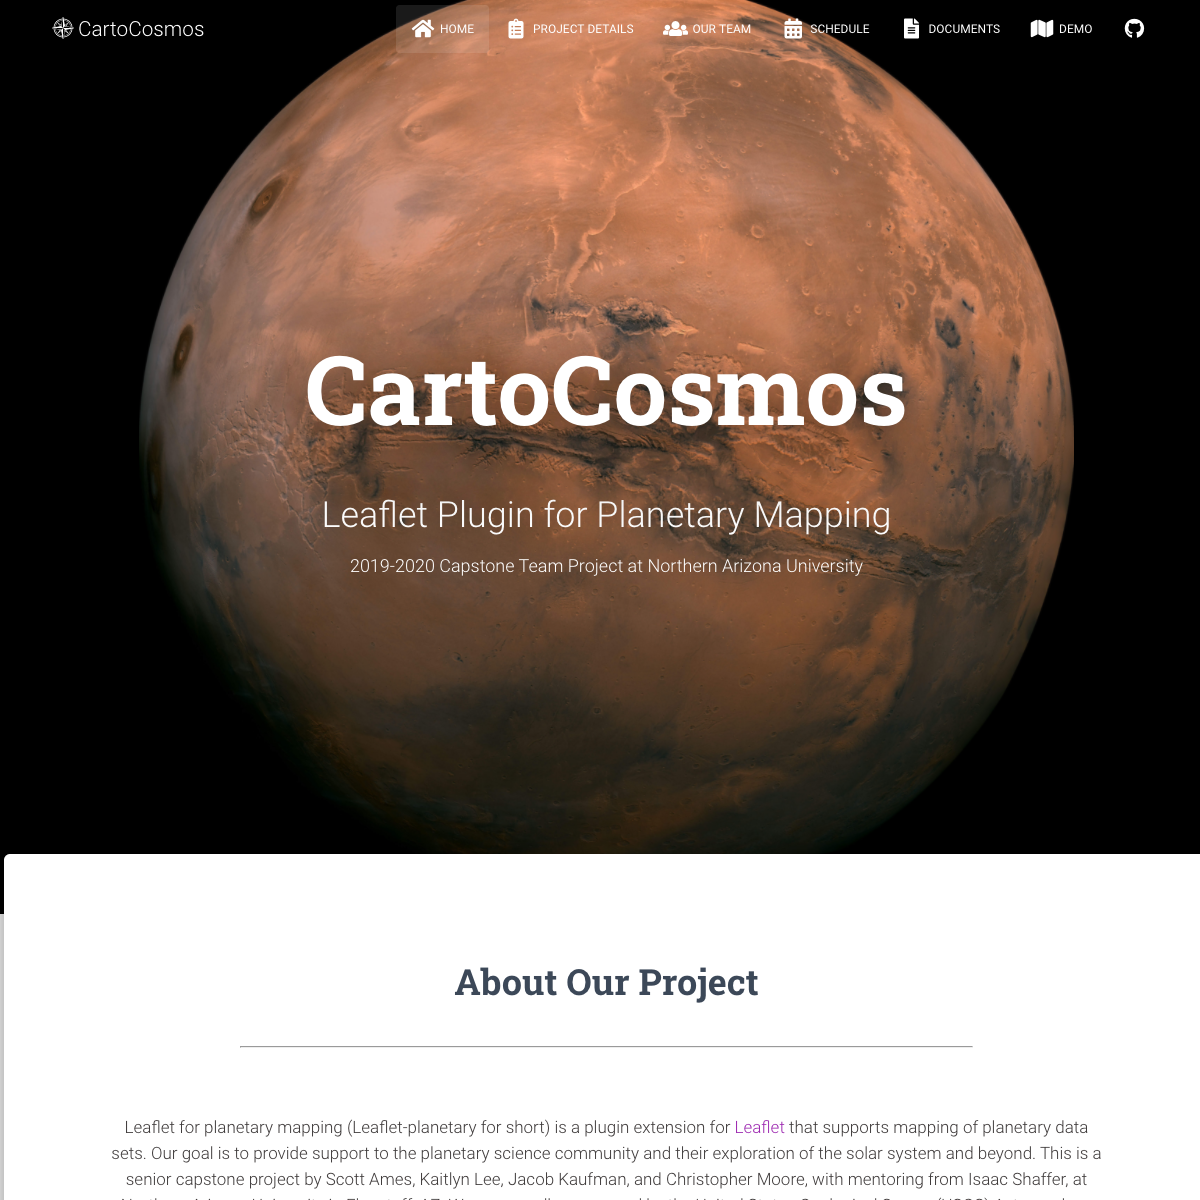 CartoCosmos
HOME
PROJECT DETAILS
OUR TEAM
SCHEDULE
DOCUMENTS
DEMO
CartoCosmos
Leaflet Plugin for Planetary Mapping
2019-2020 Capstone Team Project at Northern Arizona University
About Our Project
Leaflet for planetary mapping (Leaflet-planetary for short) is a plugin extension for Leaflet that supports mapping of planetary data
sets. Our goal is to provide support to the planetary science community and their exploration of the solar system and beyond. This is a
senior capstone project by Scott Ames, Kaitlyn Lee, Jacob Kaufman, and Christopher Moore, with mentoring from Isaac Shaffer, at